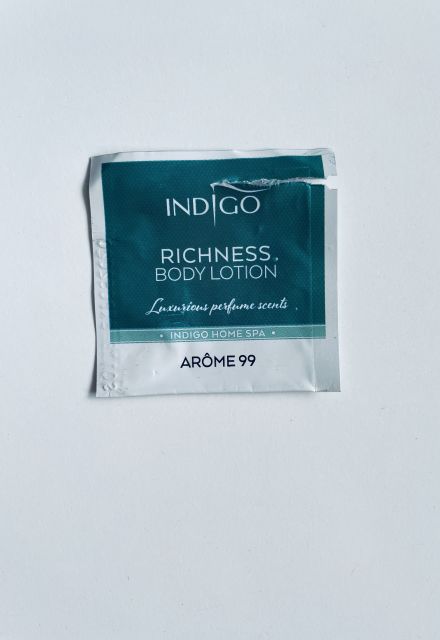 INDIGO
RICHNESS
BODY LOTION
Luxurious perfume scents
• INDIGO HOME SPA •
ARÔME 99